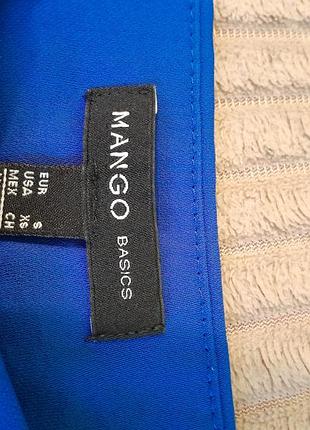 MANGO BASICS
EUR S
USA XS
MEX CH